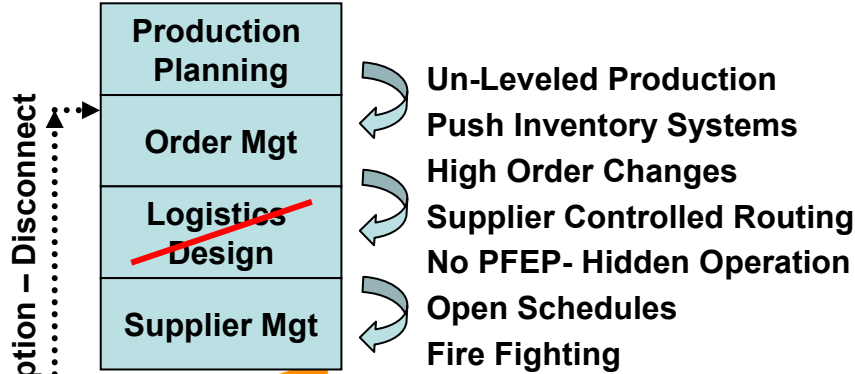 Production
Planning
Order Mgt
Logistics
Design
Supplier Mgt
Un-Leveled Production
Push Inventory Systems
High Order Changes
Supplier Controlled Routing
No PFEP- Hidden Operation
Open Schedules
Fire Fighting
– Disconnect